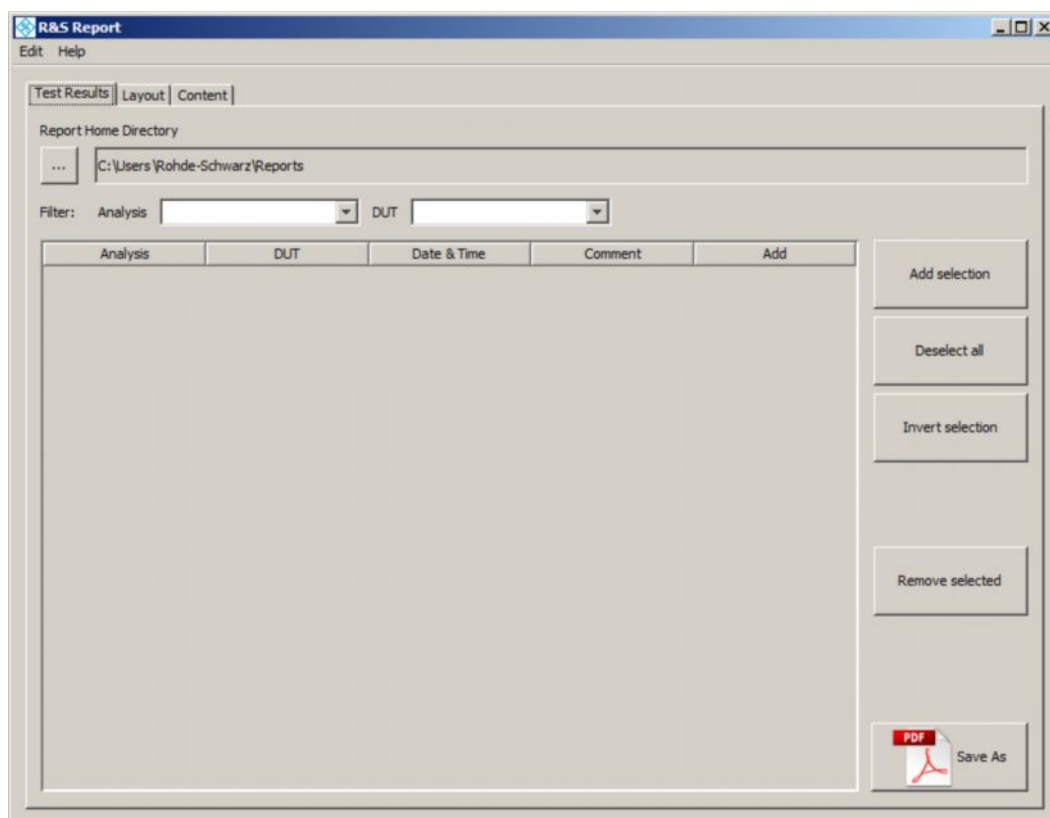 R&S Report
Edit Help
Test Results Layout Content
Report Home Directory
... C:\Users\Rohde-Schwarz\Reports
Filter: Analysis DUT
Analysis DUT Date & Time Comment Add
Add selection
Deselect all
Invert selection
Remove selected
PDF Save As